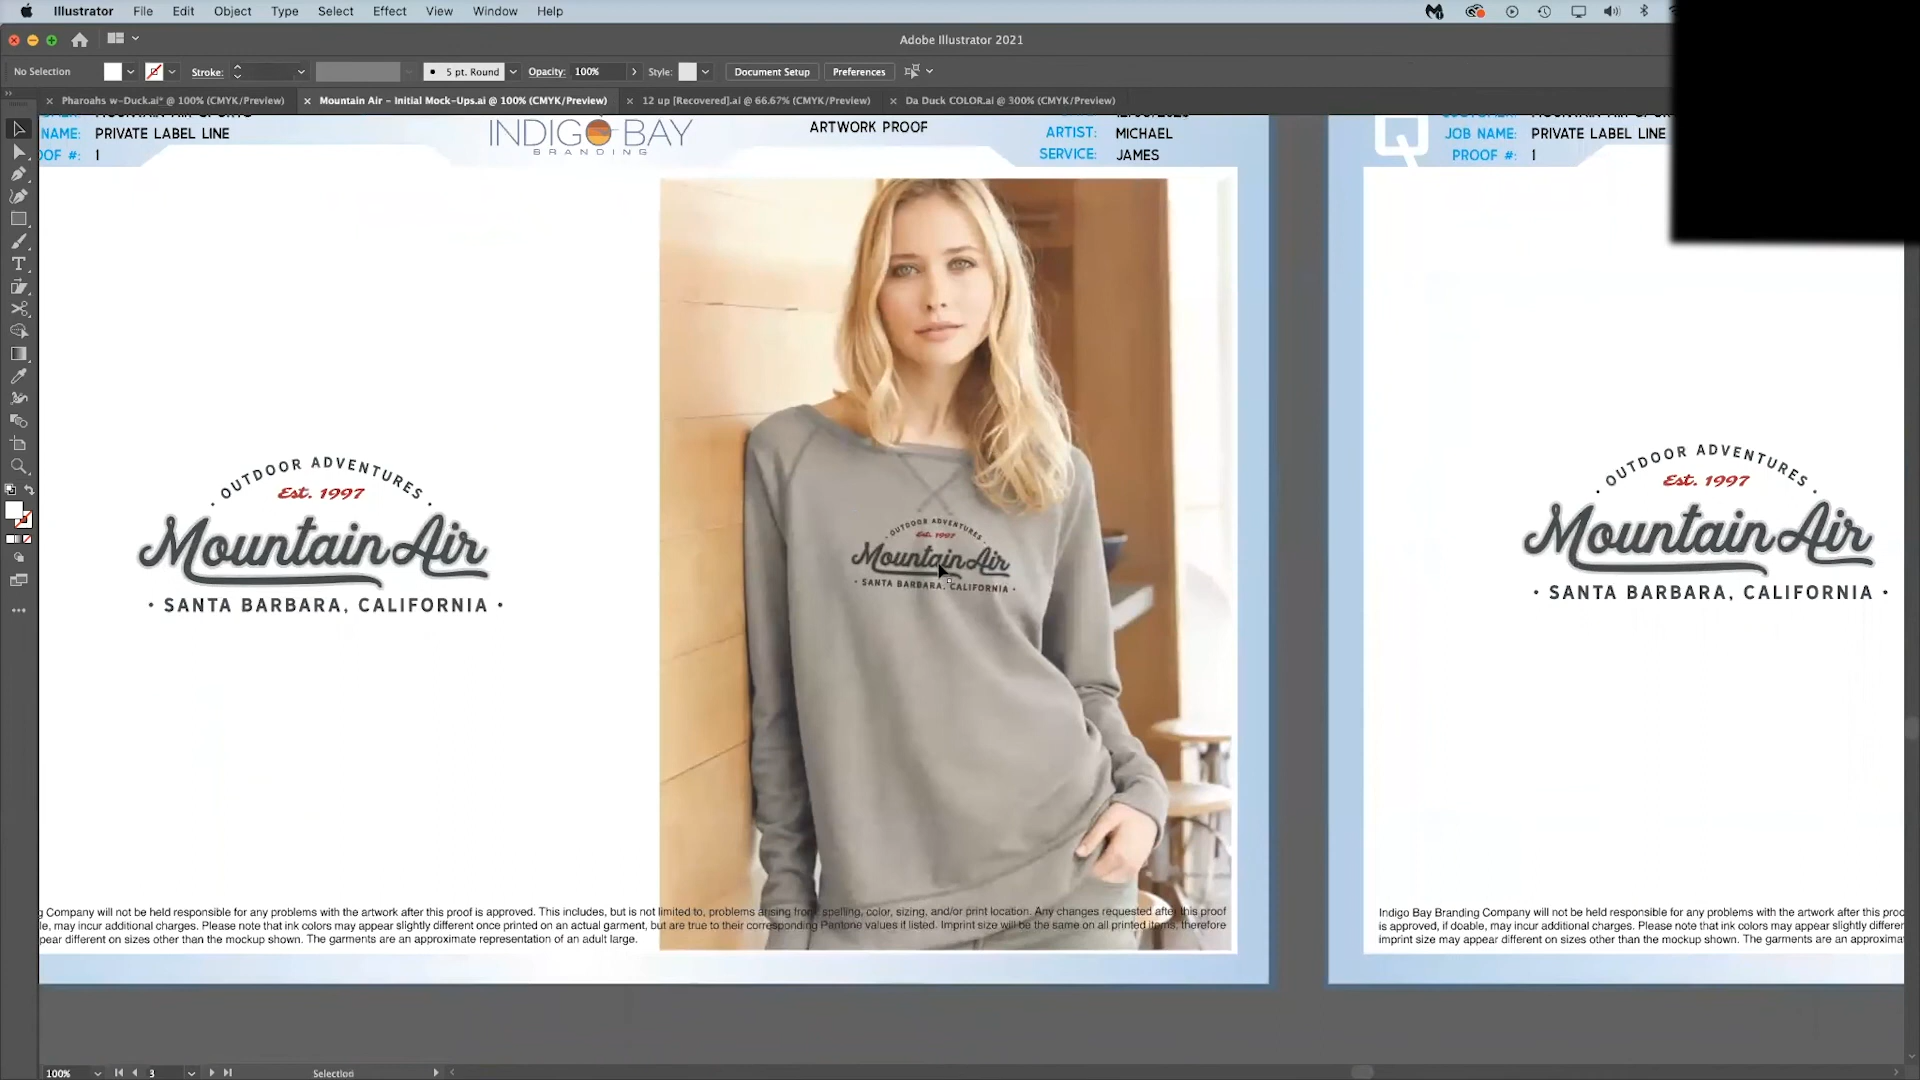 Illustrator File Edit Object Type Select Effect View Window Help
Adobe Illustrator 2021
No Selection Stroke: 5 pt. Round Opacity: 100% Style: Document Setup Preferences
Pharoahs w-Duck.ai* @ 100% (CMYK/Preview) Mountain Air - Initial Mock-Ups.ai @ 100% (CMYK/Preview) 12 up [Recovered].ai @ 66.67% (CMYK/Preview) Da Duck COLOR.ai @ 300% (CMYK/Preview)
NAME: PRIVATE LABEL LINE
OOF #: 1
INDIGO BAY
BRANDING
ARTWORK PROOF
ARTIST: MICHAEL
SERVICE: JAMES
JOB NAME: PRIVATE LABEL LINE
PROOF #: 1
OUTDOOR ADVENTURES
Est. 1997
Mountain Air
• SANTA BARBARA, CALIFORNIA •
OUTDOOR ADVENTURES
Est. 1997
Mountain Air
• SANTA BARBARA, CALIFORNIA •
OUTDOOR ADVENTURES
Est. 1997
Mountain Air
• SANTA BARBARA, CALIFORNIA •
g Company will not be held responsible for any problems with the artwork after this proof is approved. This includes, but is not limited to, problems arising from spelling, color, sizing, and/or print location. Any changes requested after this proof
le, may incur additional charges. Please note that ink colors may appear slightly different once printed on an actual garment, but are true to their corresponding Pantone values if listed. Imprint size will be the same on all printed items, therefore
pear different on sizes other than the mockup shown. The garments are an approximate representation of an adult large.
Indigo Bay Branding Company will not be held responsible for any problems with the artwork after this proo
is approved, if doable, may incur additional charges. Please note that ink colors may appear slightly differen
imprint size may appear different on sizes other than the mockup shown. The garments are an approxima
100% 3 Selection